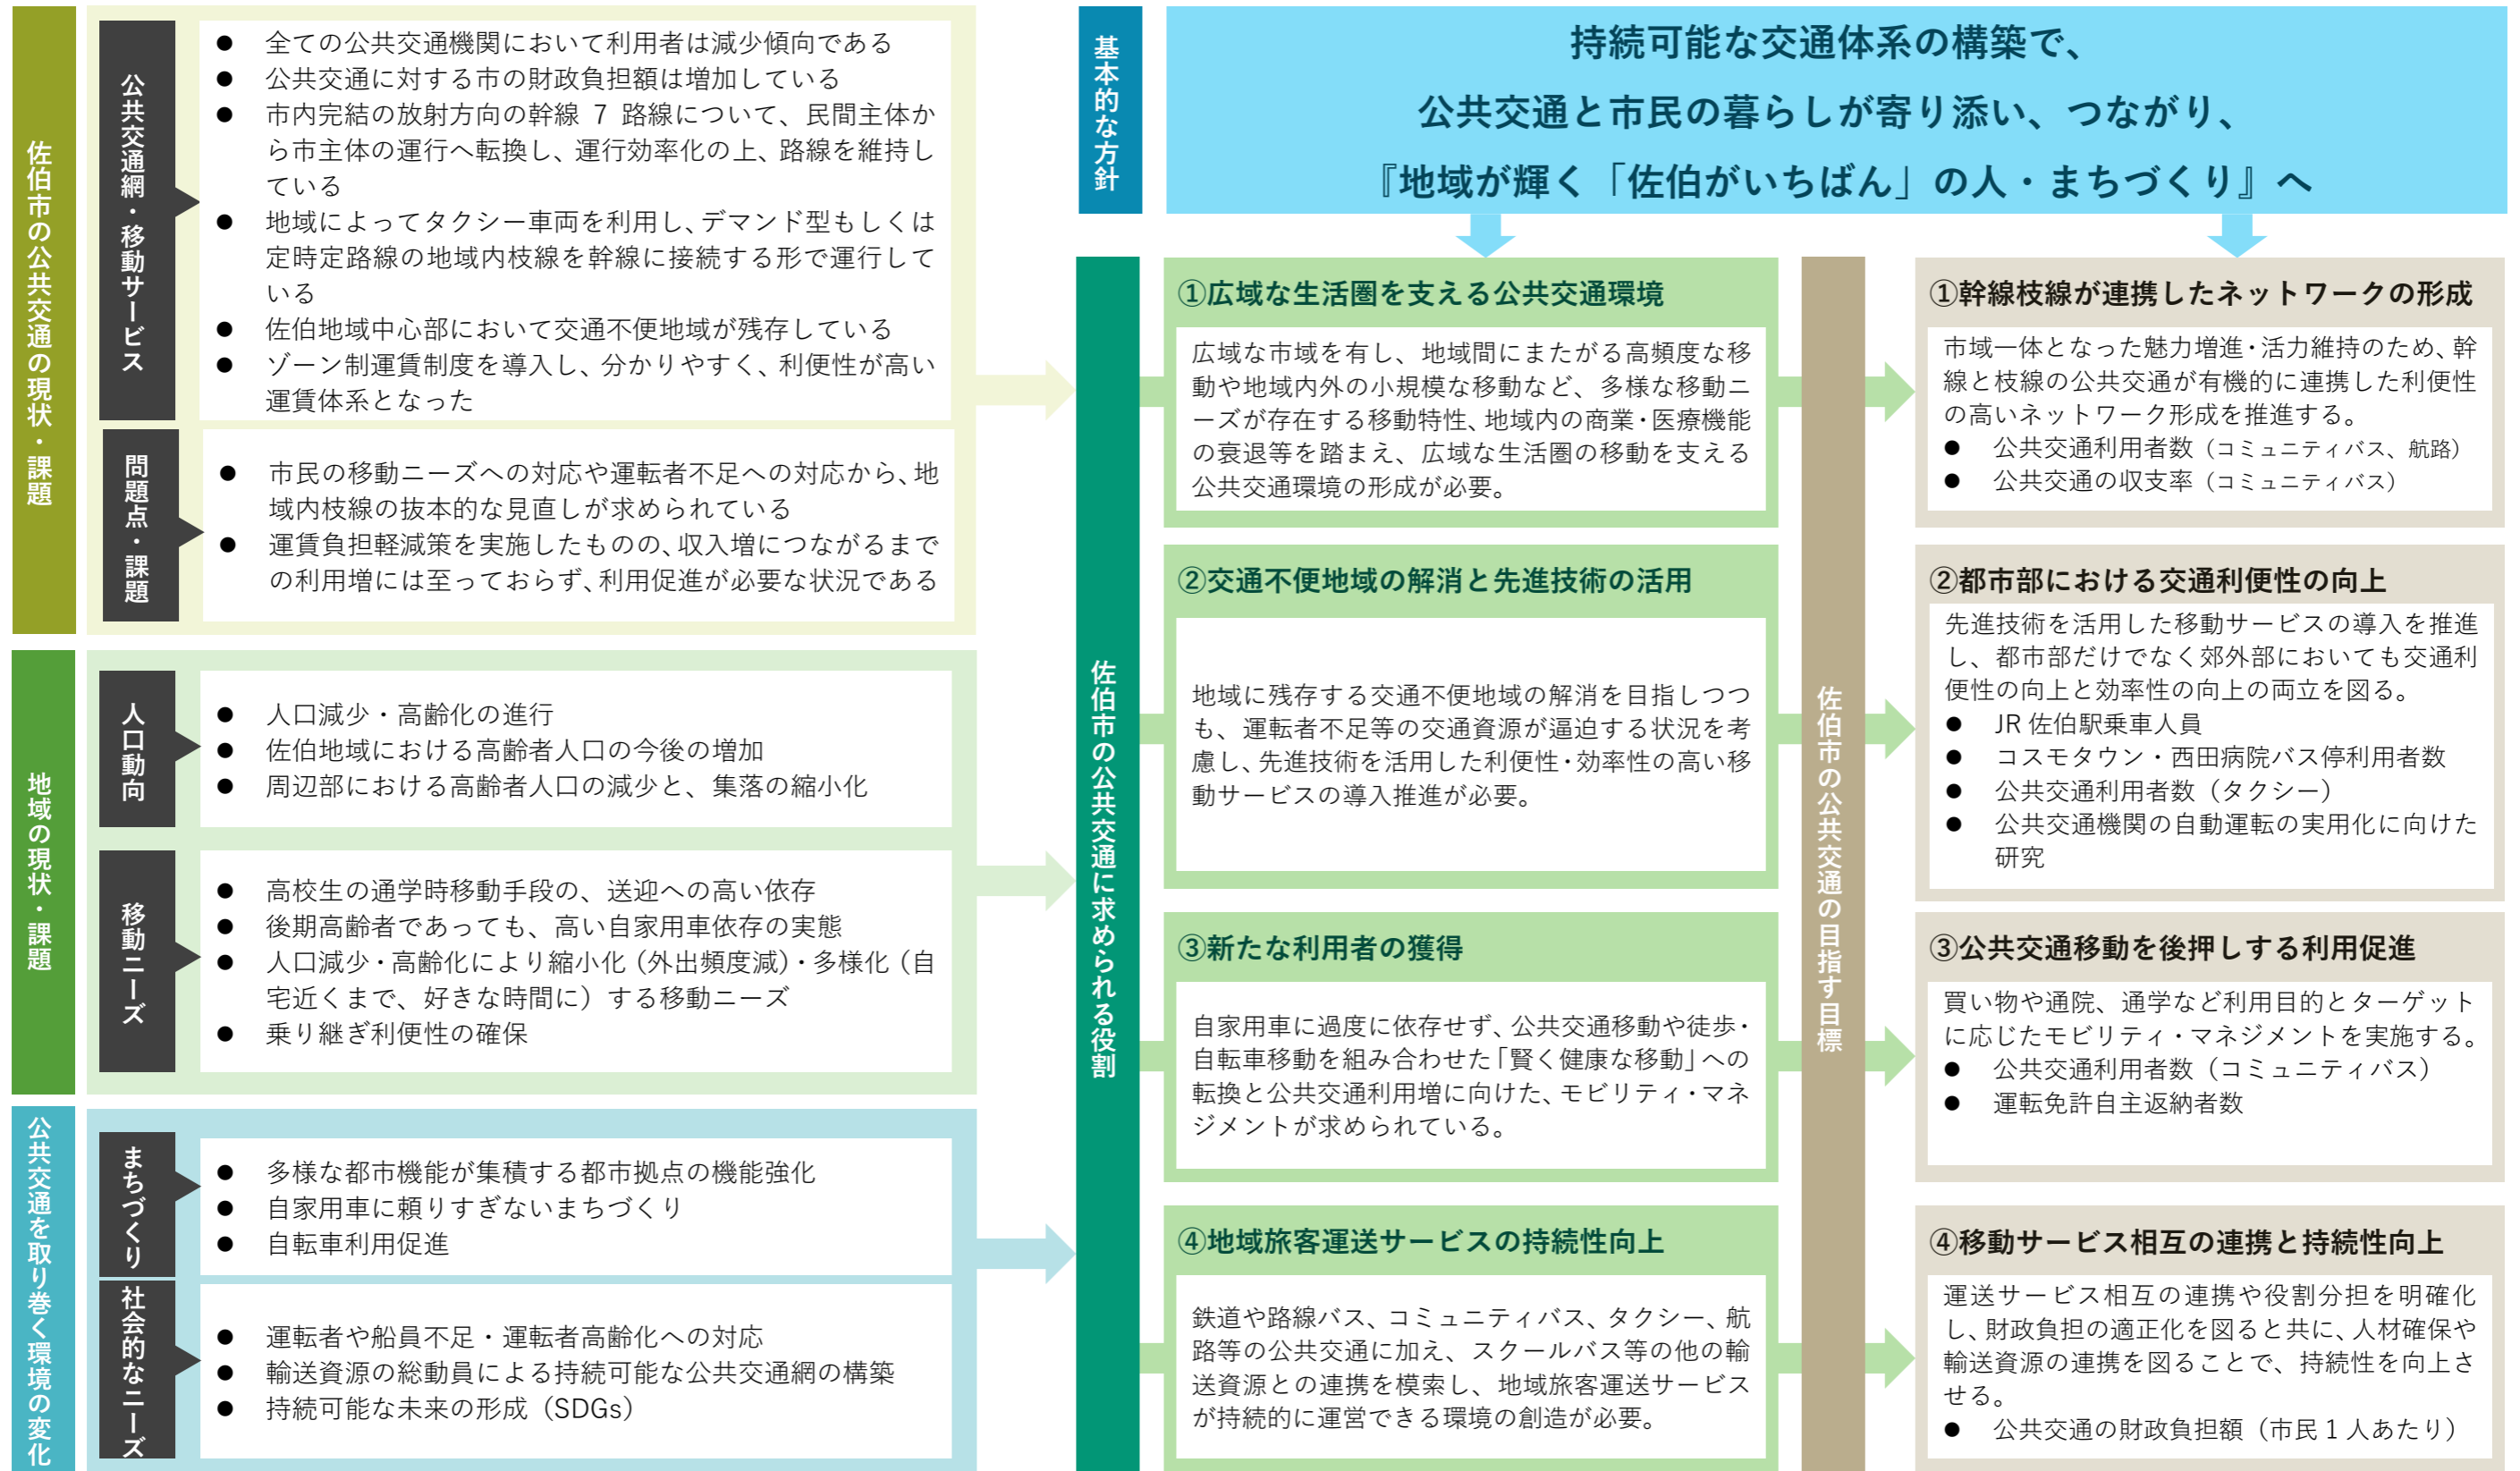 佐伯市の公共交通の現状・課題
公共交通網・移動サービス
● 全ての公共交通機関において利用者は減少傾向である
● 公共交通に対する市の財政負担額は増加している
● 市内完結の放射方向の幹線 7 路線について、民間主体か
ら市主体の運行へ転換し、運行効率化の上、路線を維持し
ている
● 地域によってタクシー車両を利用し、デマンド型もしくは
定時定路線の地域内枝線を幹線に接続する形で運行して
いる
● 佐伯地域中心部において交通不便地域が残存している
● ゾーン制運賃制度を導入し、分かりやすく、利便性が高い
運賃体系となった
問題点・課題
● 市民の移動ニーズへの対応や運転者不足への対応から、地
域内枝線の抜本的な見直しが求められている
● 運賃負担軽減策を実施したものの、収入増につながるまで
の利用増には至っておらず、利用促進が必要な状況である
地域の現状・課題
人口動向
● 人口減少・高齢化の進行
● 佐伯地域における高齢者人口の今後の増加
● 周辺部における高齢者人口の減少と、集落の縮小化
移動ニーズ
● 高校生の通学時移動手段の、送迎への高い依存
● 後期高齢者であっても、高い自家用車依存の実態
● 人口減少・高齢化により縮小化（外出頻度減）・多様化（自
宅近くまで、好きな時間に）する移動ニーズ
● 乗り継ぎ利便性の確保
公共交通を取り巻く環境の変化
まちづくり
● 多様な都市機能が集積する都市拠点の機能強化
● 自家用車に頼りすぎないまちづくり
● 自転車利用促進
社会的なニーズ
● 運転者や船員不足・運転者高齢化への対応
● 輸送資源の総動員による持続可能な公共交通網の構築
● 持続可能な未来の形成（SDGs）
基本的な方針
持続可能な交通体系の構築で、
公共交通と市民の暮らしが寄り添い、つながり、
『地域が輝く「佐伯がいちばん」の人・まちづくり』へ
佐伯市の公共交通に求められる役割
①広域な生活圏を支える公共交通環境
広域な市域を有し、地域間にまたがる高頻度な移
動や地域内外の小規模な移動など、多様な移動ニ
ーズが存在する移動特性、地域内の商業・医療機能
の衰退等を踏まえ、広域な生活圏の移動を支える
公共交通環境の形成が必要。
②交通不便地域の解消と先進技術の活用
地域に残存する交通不便地域の解消を目指しつつ
も、運転者不足等の交通資源が逼迫する状況を考
慮し、先進技術を活用した利便性・効率性の高い移
動サービスの導入推進が必要。
③新たな利用者の獲得
自家用車に過度に依存せず、公共交通移動や徒歩・
自転車移動を組み合わせた「賢く健康な移動」への
転換と公共交通利用増に向けた、モビリティ・マネ
ジメントが求められている。
④地域旅客運送サービスの持続性向上
鉄道や路線バス、コミュニティバス、タクシー、航
路等の公共交通に加え、スクールバス等の他の輸
送資源との連携を模索し、地域旅客運送サービス
が持続的に運営できる環境の創造が必要。
佐伯市の公共交通の目指す目標
①幹線枝線が連携したネットワークの形成
市域一体となった魅力増進・活力維持のため、幹
線と枝線の公共交通が有機的に連携した利便性
の高いネットワーク形成を推進する。
● 公共交通利用者数（コミュニティバス、航路）
● 公共交通の収支率（コミュニティバス）
②都市部における交通利便性の向上
先進技術を活用した移動サービスの導入を推進
し、都市部だけでなく郊外部においても交通利
便性の向上と効率性の向上の両立を図る。
● JR 佐伯駅乗車人員
● コスモタウン・西田病院バス停利用者数
● 公共交通利用者数（タクシー）
● 公共交通機関の自動運転の実用化に向けた
研究
③公共交通移動を後押しする利用促進
買い物や通院、通学など利用目的とターゲット
に応じたモビリティ・マネジメントを実施する。
● 公共交通利用者数（コミュニティバス）
● 運転免許自主返納者数
④移動サービス相互の連携と持続性向上
運送サービス相互の連携や役割分担を明確化
し、財政負担の適正化を図ると共に、人材確保や
輸送資源の連携を図ることで、持続性を向上さ
せる。
● 公共交通の財政負担額（市民１人あたり）